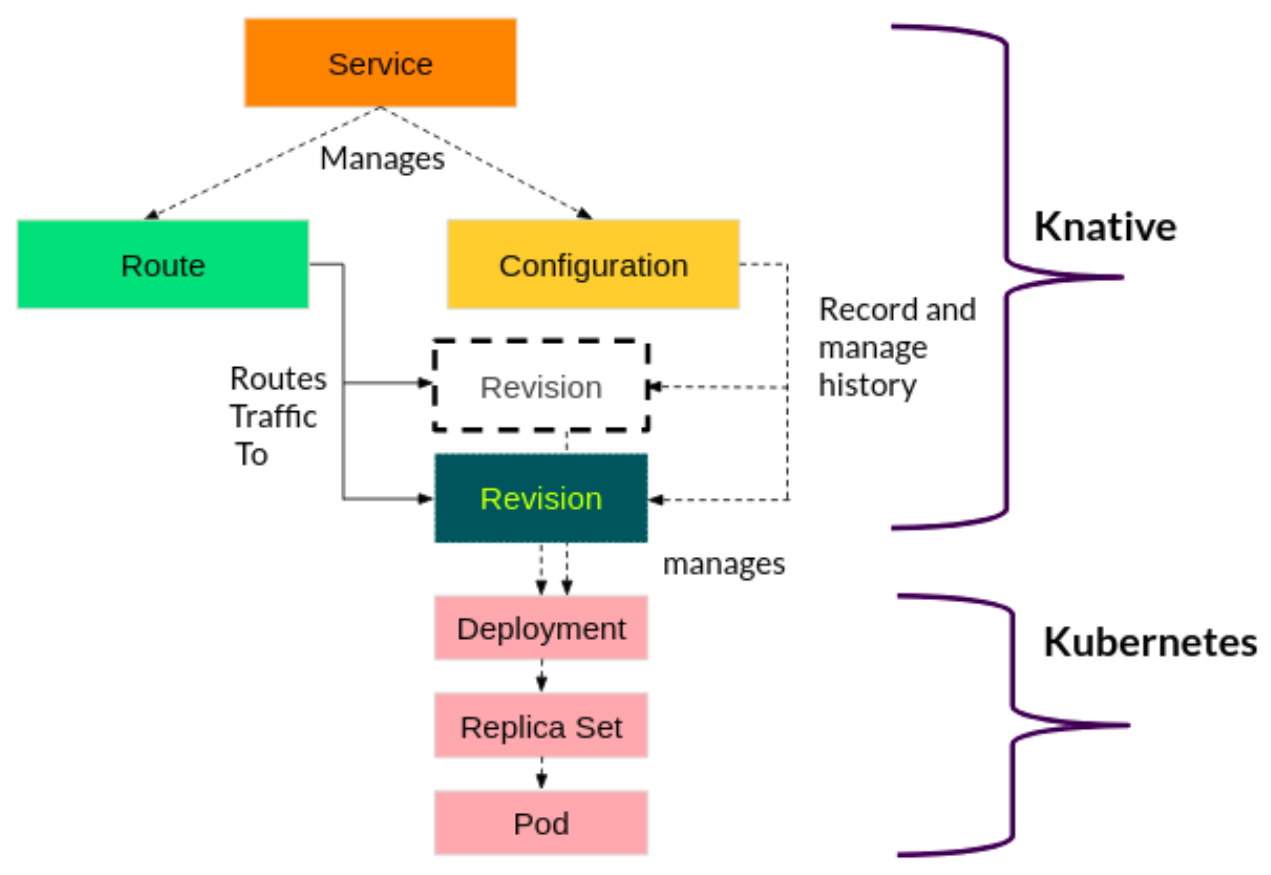 Service
Manages
Route
Configuration
Knative
Record and
manage
history
Routes
Traffic
To
Revision
Revision
manages
Deployment
Kubernetes
Replica Set
Pod